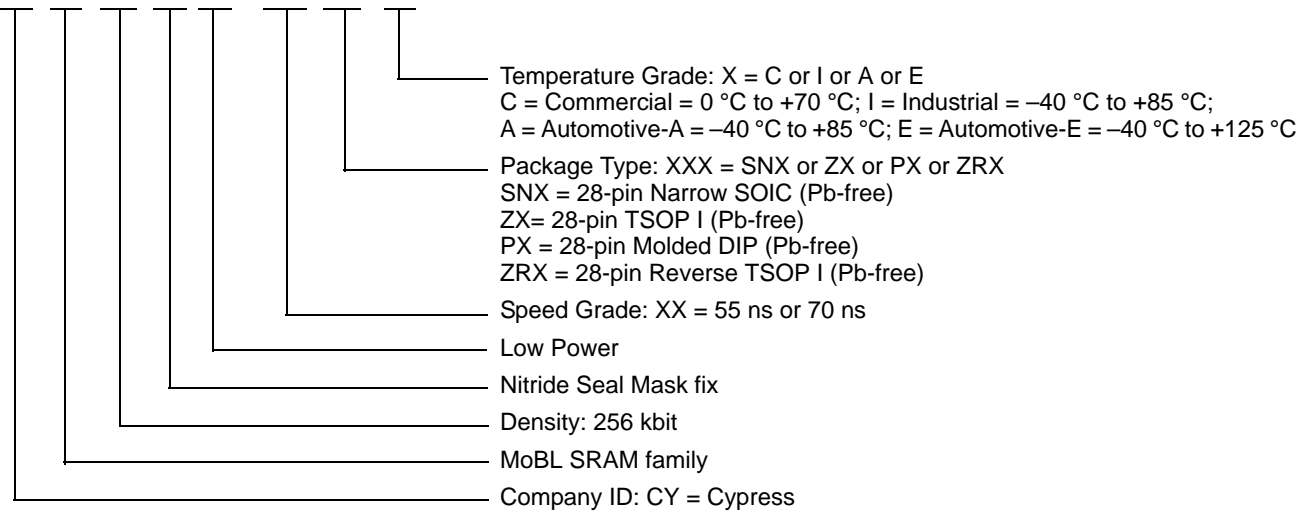 Temperature Grade: X = C or I or A or E
C = Commercial = 0 °C to +70 °C; I = Industrial = –40 °C to +85 °C;
A = Automotive-A = –40 °C to +85 °C; E = Automotive-E = –40 °C to +125 °C
Package Type: XXX = SNX or ZX or PX or ZRX
SNX = 28-pin Narrow SOIC (Pb-free)
ZX= 28-pin TSOP I (Pb-free)
PX = 28-pin Molded DIP (Pb-free)
ZRX = 28-pin Reverse TSOP I (Pb-free)
Speed Grade: XX = 55 ns or 70 ns
Low Power
Nitride Seal Mask fix
Density: 256 kbit
MoBL SRAM family
Company ID: CY = Cypress